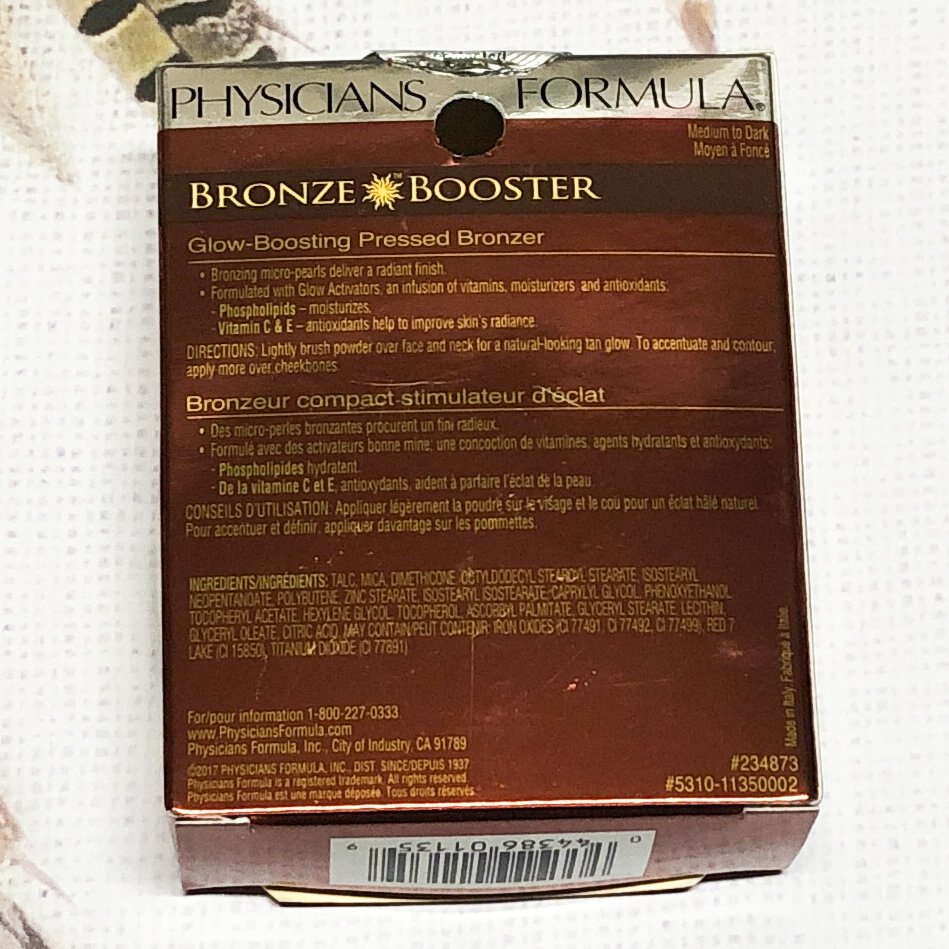 PHYSICIANS FORMULA®
Medium to Dark
Moyen à Foncé
BRONZE™BOOSTER
Glow-Boosting Pressed Bronzer
• Bronzing micro-pearls deliver a radiant finish.
• Formulated with Glow Activators, an infusion of vitamins, moisturizers, and antioxidants:
- Phospholipids – moisturizes.
- Vitamin C & E – antioxidants help to improve skin's radiance.
DIRECTIONS: Lightly brush powder over face and neck for a natural-looking tan glow. To accentuate and contour,
apply more over cheekbones.
Bronzeur compact stimulateur d'éclat
• Des micro-perles bronzantes procurent un fini radieux.
• Formulé avec des activateurs bonne mine, une concoction de vitamines, agents hydratants et antioxydants:
- Phospholipides hydratent.
- De la vitamine C et E, antioxydants, aident à parfaire l'éclat de la peau.
CONSEILS D'UTILISATION: Appliquer légèrement la poudre sur le visage et le cou pour un éclat hâlé naturel.
Pour accentuer et définir, appliquer davantage sur les pommettes.
INGREDIENTS/INGRÉDIENTS: TALC, MICA, DIMETHICONE, OCTYLDODECYL STEAROYL STEARATE, ISOSTEARYL
NEOPENTANOATE, POLYBUTENE, ZINC STEARATE, ISOSTEARYL ISOSTEARATE, CAPRYLYL GLYCOL, PHENOXYETHANOL,
TOCOPHERYL ACETATE, HEXYLENE GLYCOL, TOCOPHEROL, ASCORBYL PALMITATE, GLYCERYL STEARATE, LECITHIN,
GLYCERYL OLEATE, CITRIC ACID, MAY CONTAIN/PEUT CONTENIR: IRON OXIDES (CI 77491, CI 77492, CI 77499), RED 7
LAKE (CI 15850), TITANIUM DIOXIDE (CI 77891)
Made in Italy. Fabriqué à Italie.
For/pour information 1-800-227-0333
www.PhysiciansFormula.com
Physicians Formula, Inc., City of Industry, CA 91789
©2017 PHYSICIANS FORMULA, INC., DIST. SINCE/DEPUIS 1937
Physicians Formula is a registered trademark. All rights reserved.
Physicians Formula est une marque déposée. Tous droits réservés.
#234873
#5310-11350002
0 44386 01135 9